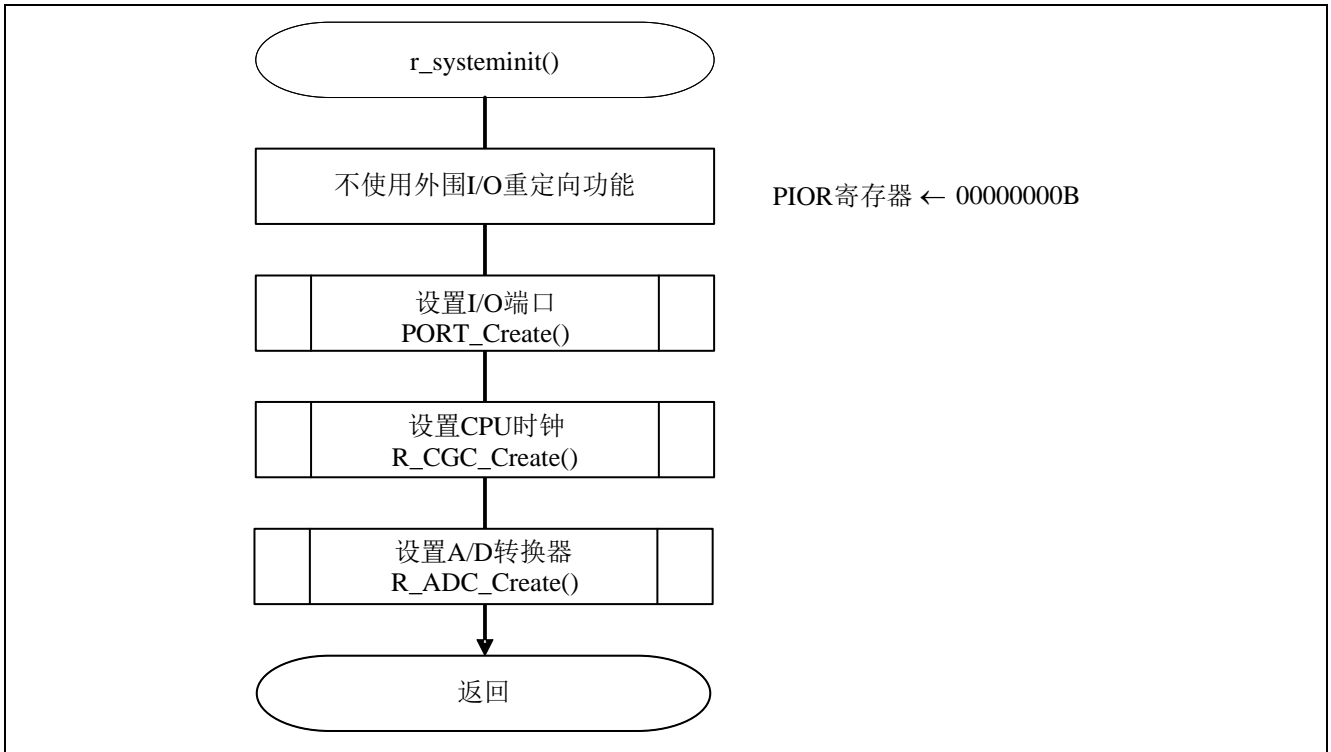 r_systeminit()
不使用外围I/O重定向功能
PIOR寄存器 ← 00000000B
设置I/O端口
PORT_Create()
设置CPU时钟
R_CGC_Create()
设置A/D转换器
R_ADC_Create()
返回